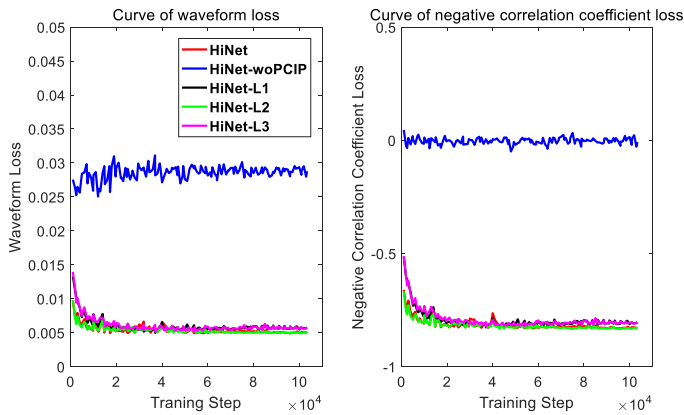 Curve of waveform loss
0.05
0.045
0.04
0.035
0.03
0.025
0.02
0.015
0.01
0.005
0
Waveform Loss
HiNet
HiNet-woPCIP
HiNet-L1
HiNet-L2
HiNet-L3
0 2 4 6 8 10
Traning Step
×10^4
Curve of negative correlation coefficient loss
0.5
0
-0.5
-1
Negative Correlation Coefficient Loss
0 2 4 6 8 10
Traning Step
×10^4